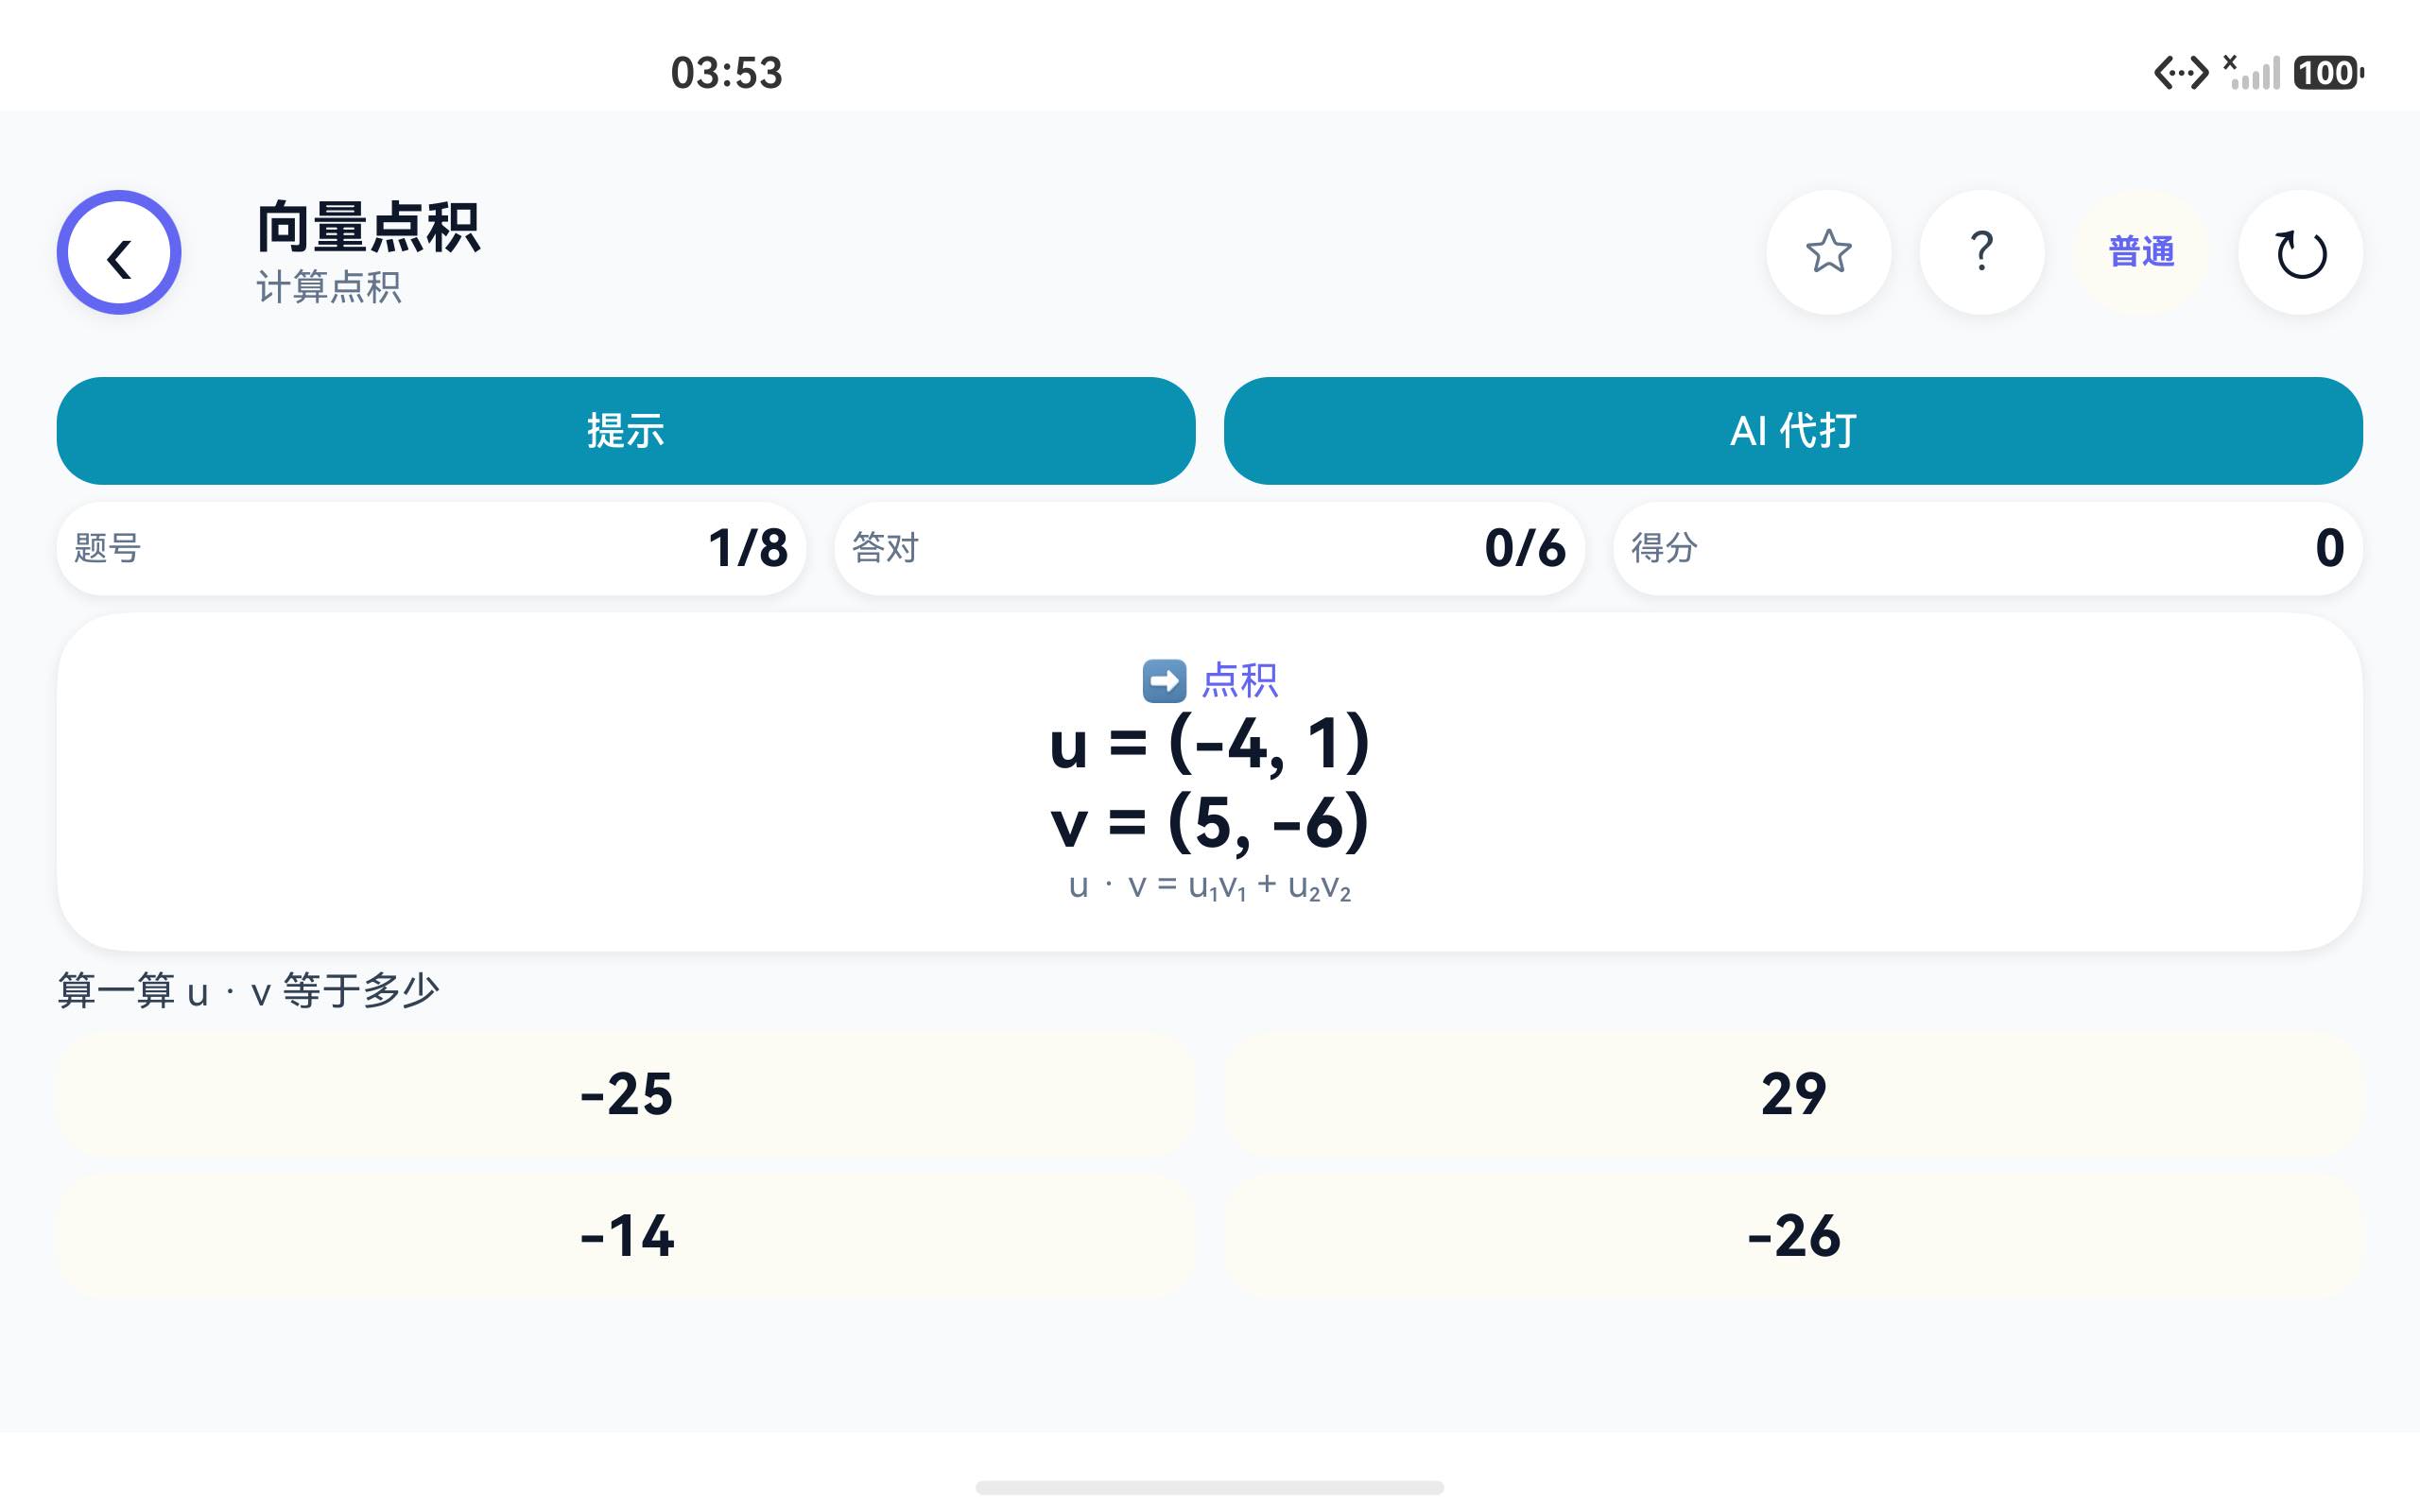 03:53
100
向量点积
计算点积
?
普通
提示
AI 代打
题号 1/8
答对 0/6
得分 0
点积
u = (-4, 1)
v = (5, -6)
u · v = u₁v₁ + u₂v₂
算一算 u · v 等于多少
-25
29
-14
-26